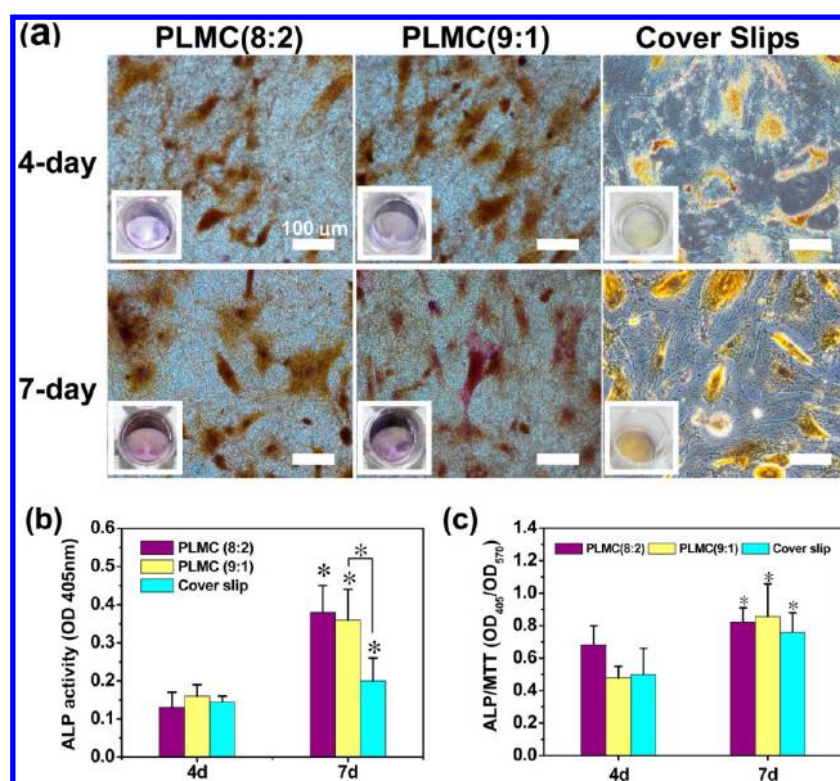 (a) PLMC(8:2) PLMC(9:1) Cover Slips
4-day
100 μm
7-day
(b)
ALP activity (OD 405nm)
0.6
0.5
0.4
0.3
0.2
0.1
0.0
PLMC (8:2)
PLMC (9:1)
Cover slip
* * * *
4d 7d
(c)
ALP/MTT (OD405/OD570)
1.4
1.2
1.0
0.8
0.6
0.4
0.2
0.0
PLMC(8:2) PLMC(9:1) Cover slip
* * *
4d 7d